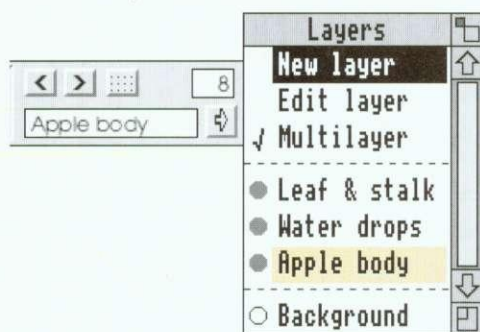 Layers
New layer
8
Edit layer
Apple body
Multilayer
Leaf & stalk
Water drops
Apple body
Background